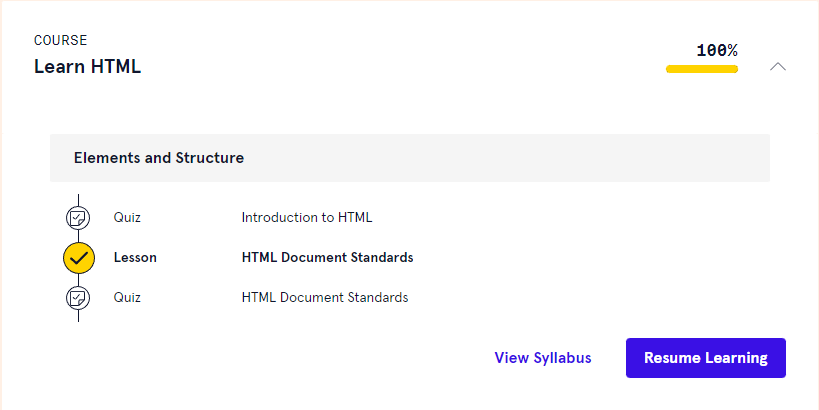 COURSE
Learn HTML
100%
Elements and Structure
Quiz Introduction to HTML
Lesson HTML Document Standards
Quiz HTML Document Standards
View Syllabus Resume Learning